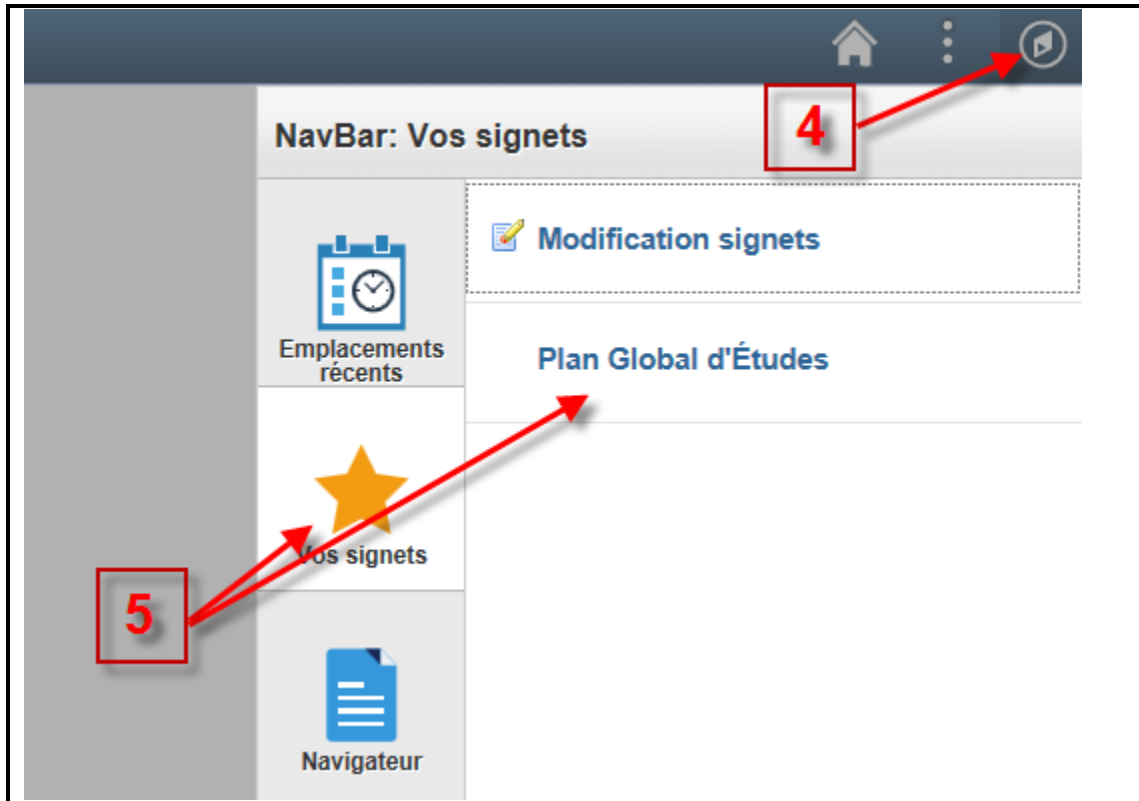 4
NavBar: Vos signets
Modification signets
Emplacements
récents
Plan Global d'Études
Vos signets
5
Navigateur